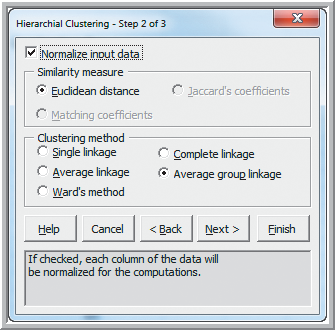 Hierarchial Clustering - Step 2 of 3
Normalize input data
Similarity measure
Euclidean distance
Jaccard's coefficients
Matching coefficients
Clustering method
Single linkage
Complete linkage
Average linkage
Average group linkage
Ward's method
Help
Cancel
< Back
Next >
Finish
If checked, each column of the data will
be normalized for the computations.